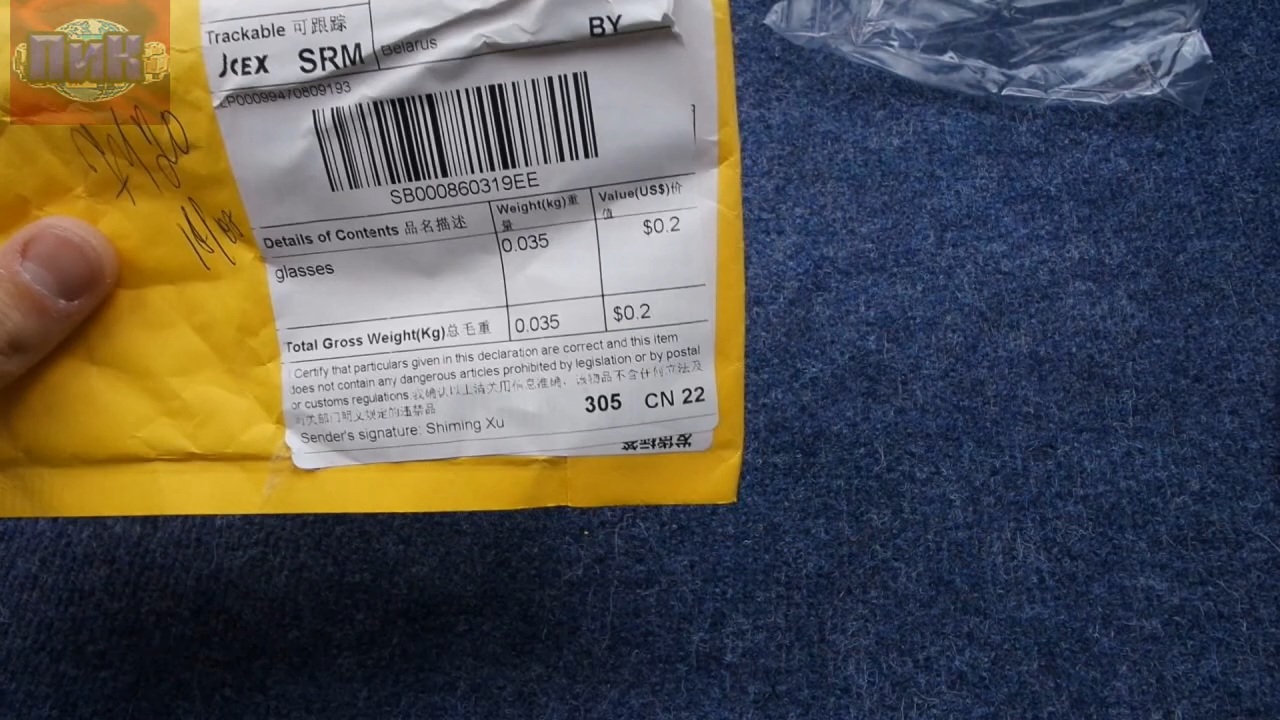 ПиК
Trackable 可跟踪
JCEX SRM Belarus BY
LP00099470809193
SB000860319EE
Details of Contents 品名描述 Weight(kg)重量 Value(US$)价值
glasses 0.035 $0.2
Total Gross Weight(Kg)总毛重 0.035 $0.2
I Certify that particulars given in this declaration are correct and this item
does not contain any dangerous articles prohibited by legislation or by postal
or customs regulations.
305 CN 22
Sender's signature: Shiming Xu